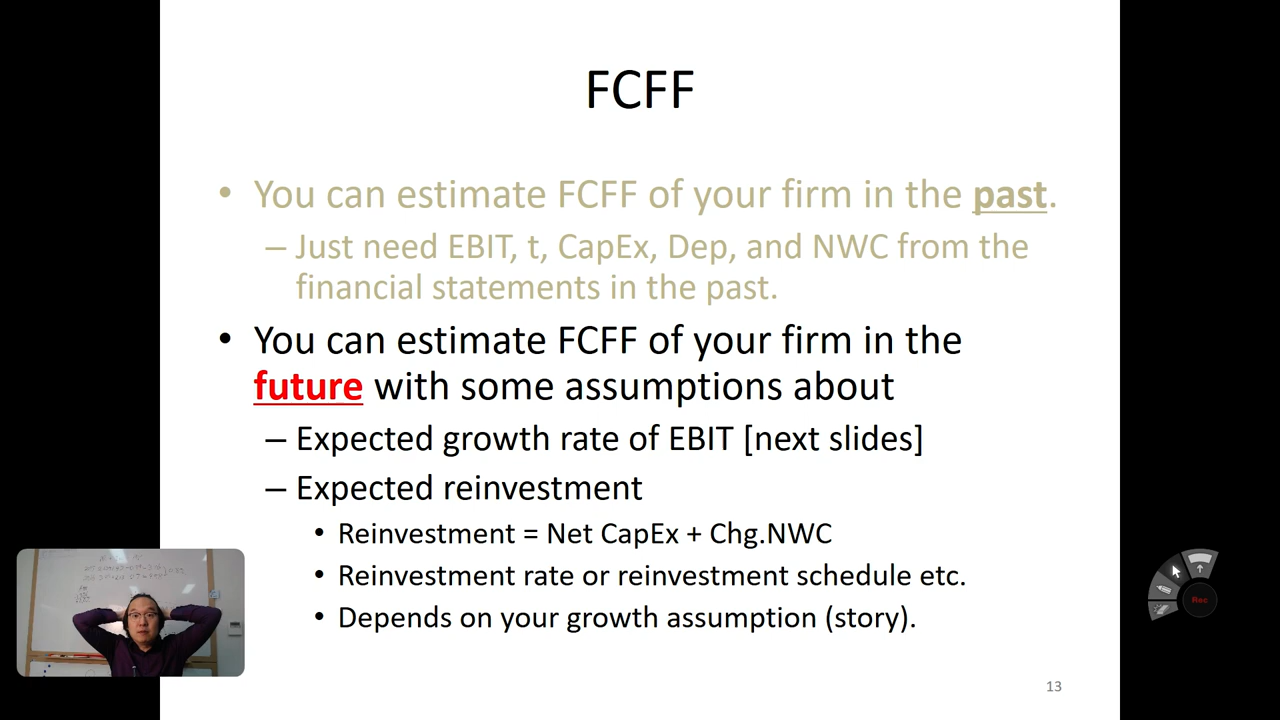 FCFF
• You can estimate FCFF of your firm in the past.
– Just need EBIT, t, CapEx, Dep, and NWC from the
financial statements in the past.
• You can estimate FCFF of your firm in the
future with some assumptions about
– Expected growth rate of EBIT [next slides]
– Expected reinvestment
• Reinvestment = Net CapEx + Chg.NWC
• Reinvestment rate or reinvestment schedule etc.
• Depends on your growth assumption (story).
Rec
13